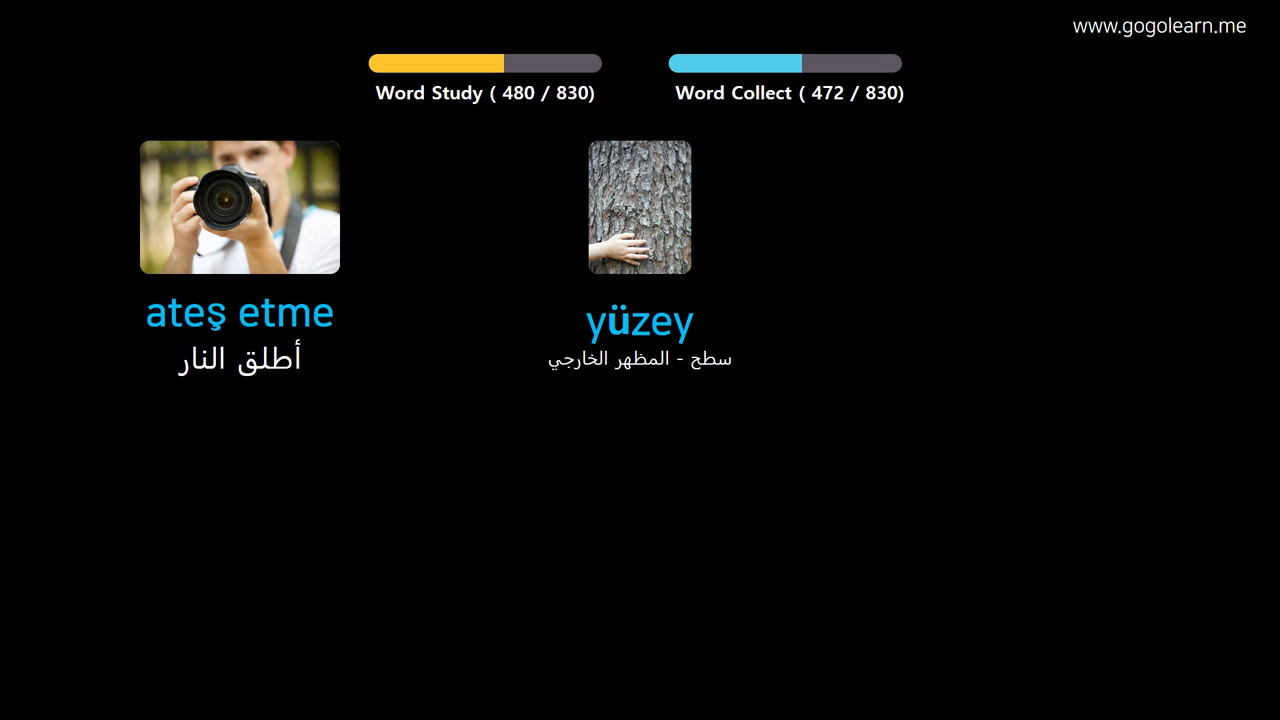 www.gogolearn.me
Word Study ( 480 / 830)
Word Collect ( 472 / 830)
ateş etme
أطلق النار
yüzey
سطح - المظهر الخارجي